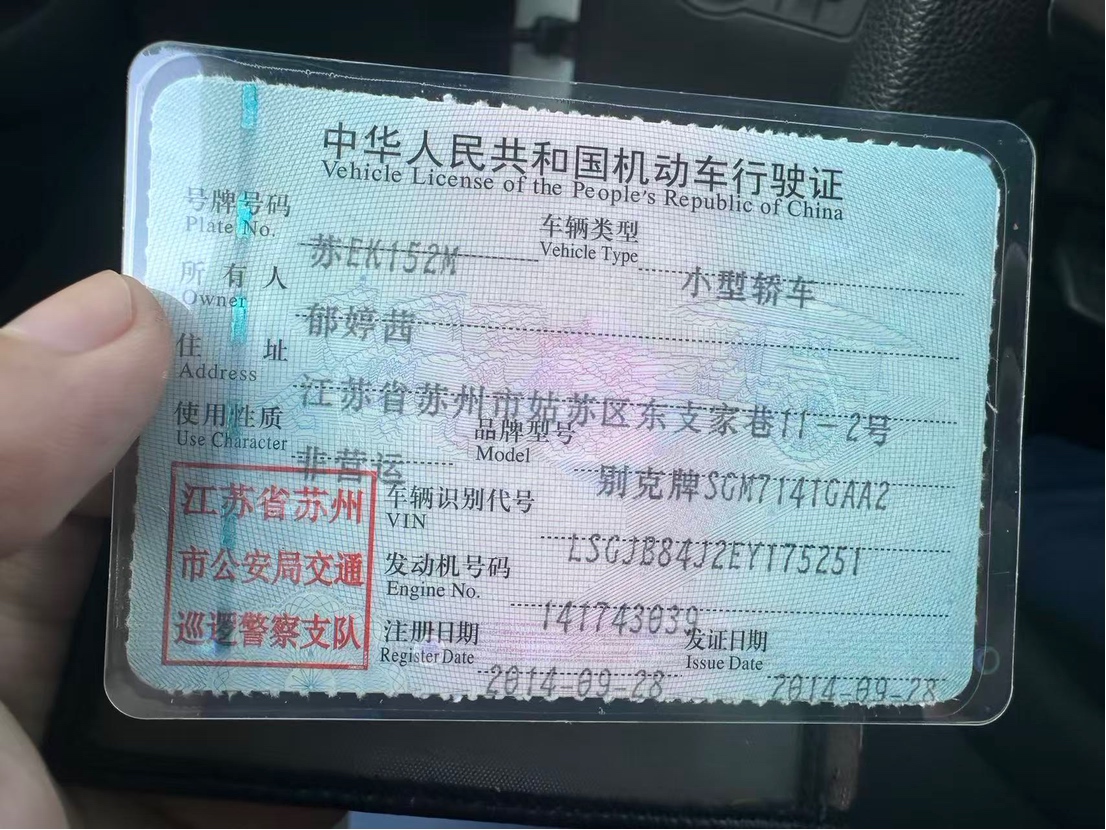 中华人民共和国机动车行驶证
Vehicle License of the People's Republic of China
号牌号码
Plate No.
苏EK152M
车辆类型
Vehicle Type
小型轿车
所有人
Owner
郁婷茜
住址
Address
江苏省苏州市姑苏区东支家巷11-2号
使用性质
Use Character
非营运
品牌型号
Model
别克牌SGM7141GAA2
江苏省苏州
市公安局交通
巡逻警察支队
车辆识别代号
VIN
LSGJB84J2EY175251
发动机号码
Engine No.
141743039
注册日期
Register Date
2014-09-28
发证日期
Issue Date
2014-09-28